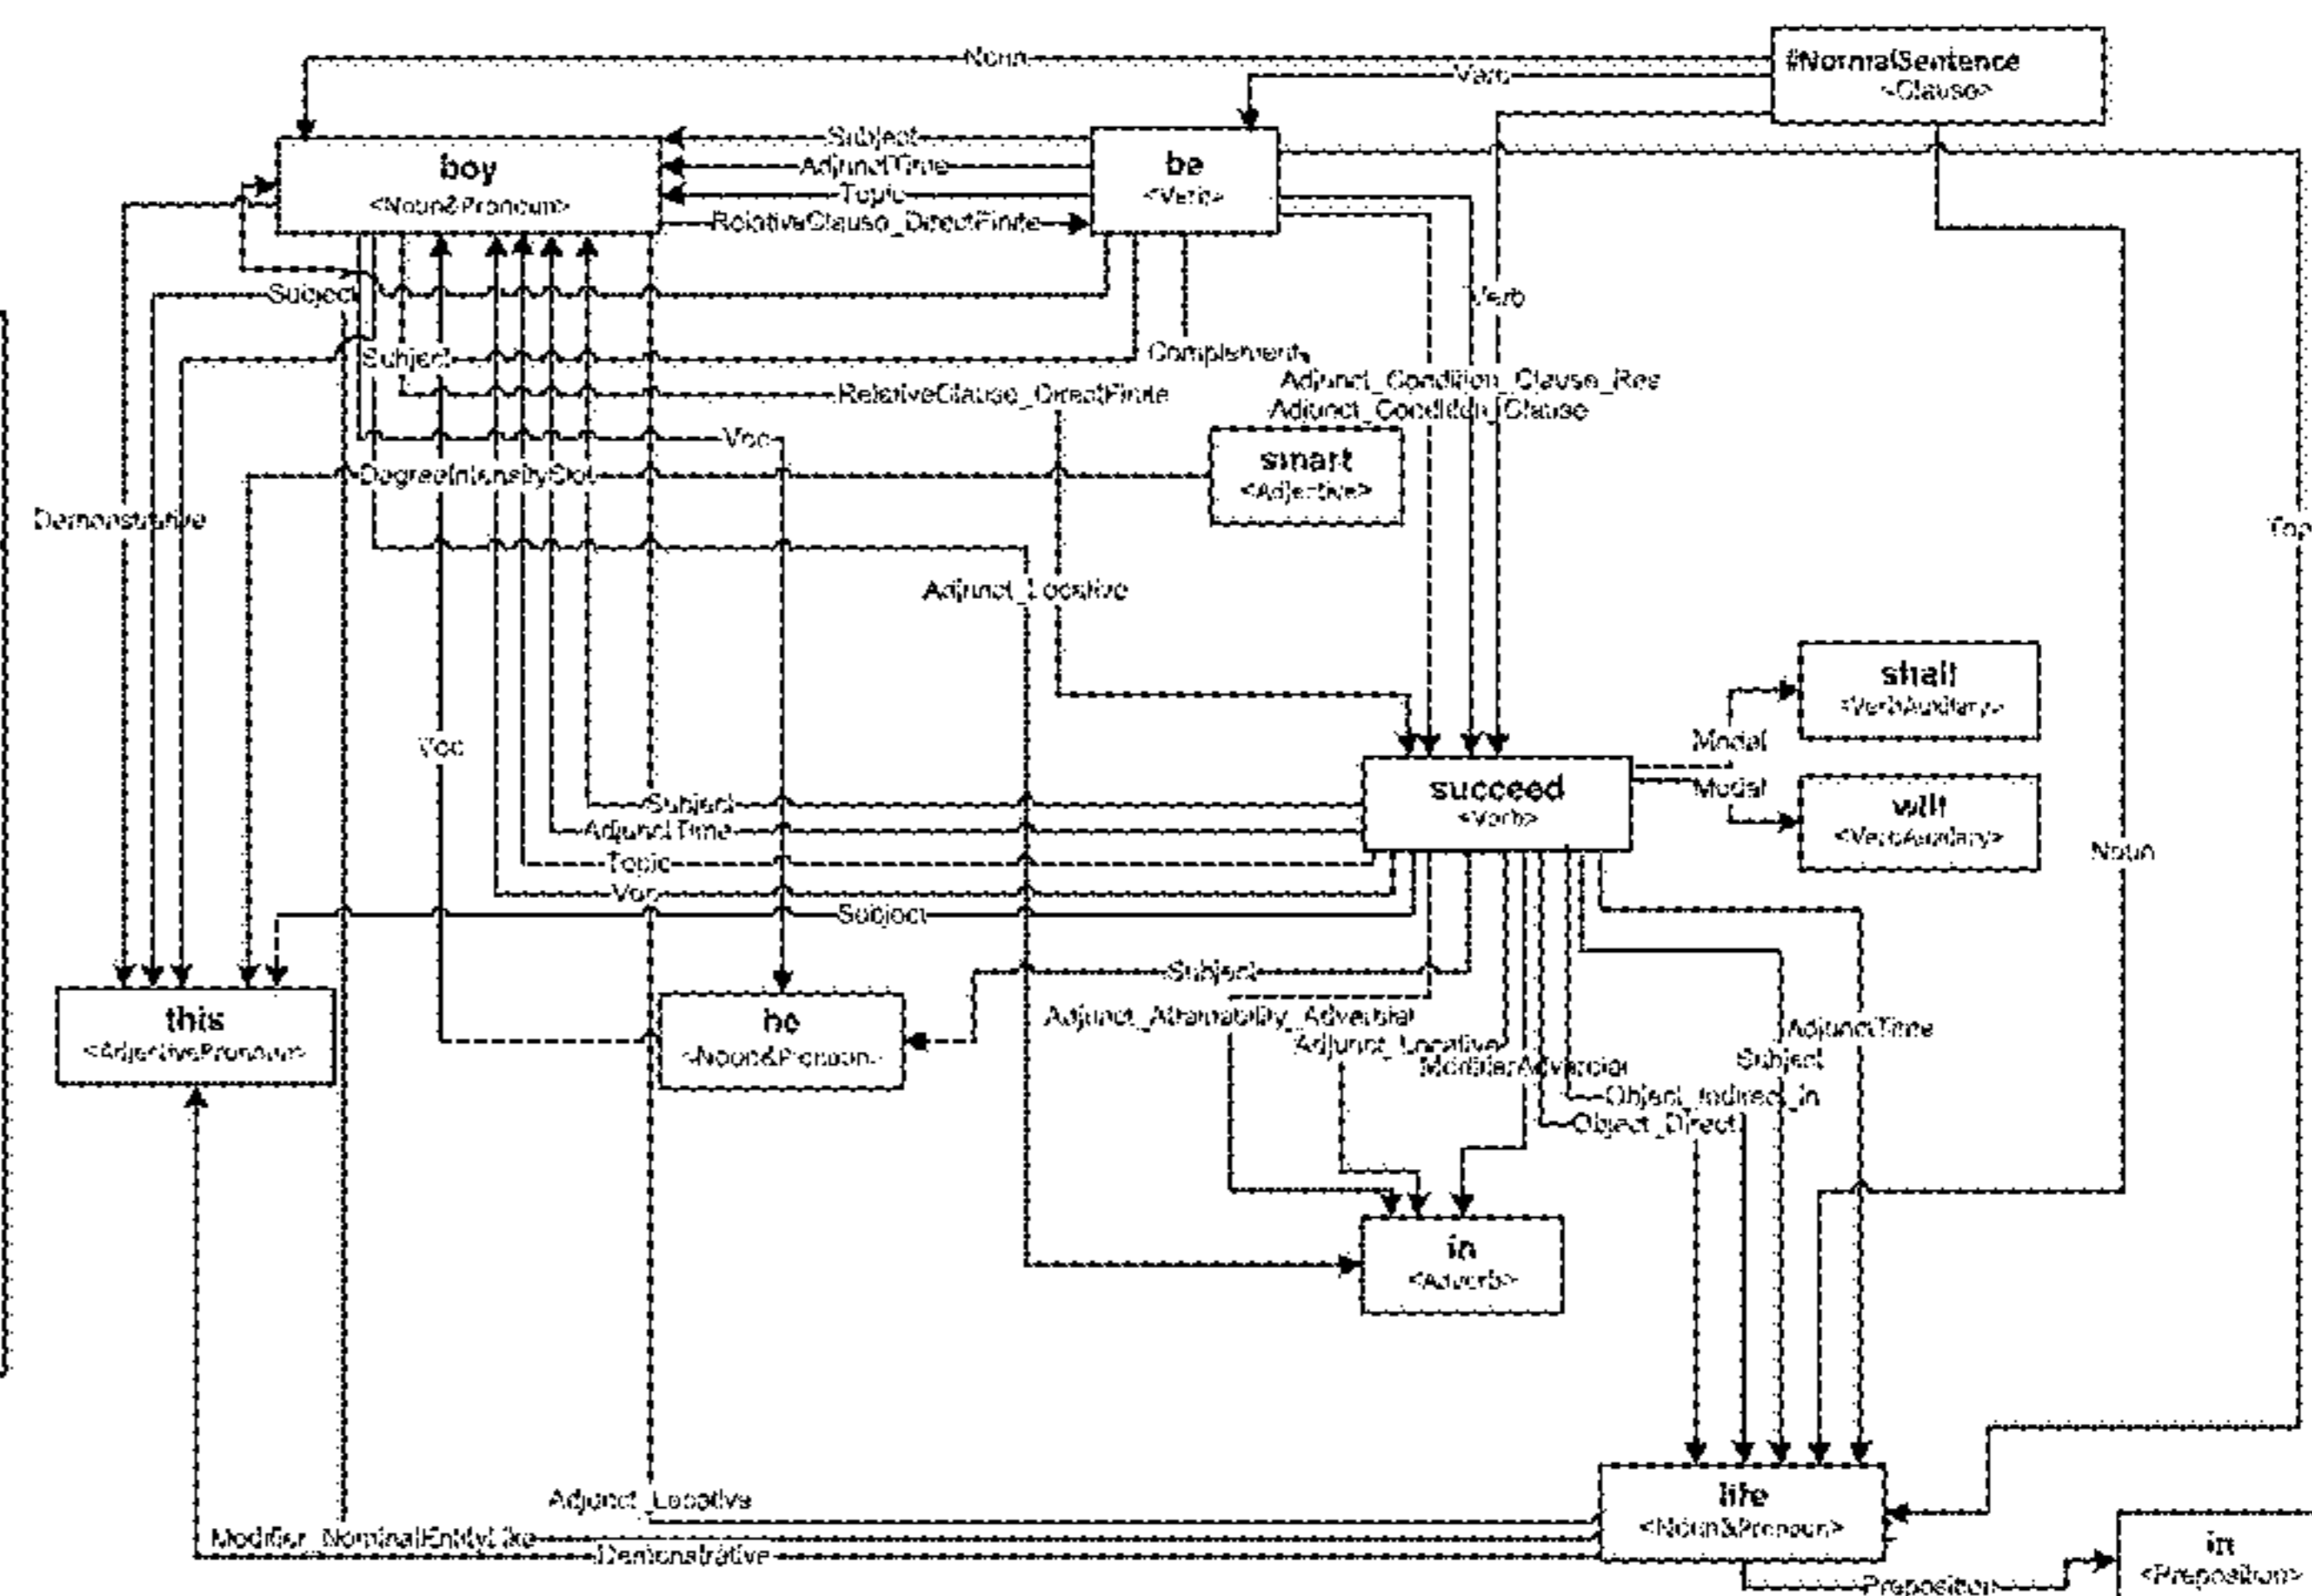 Noun
#NormalSentence
<Clause>
Verb
Subject
boy
<Noun&Pronoun>
AdjunctTime
be
<Verb>
Topic
RelativeClause_DirectFinite
Subject
Verb
Subject
Complement
RelativeClause_DirectFinite
Adjunct_Condition_Clause_Res
Adjunct_Condition_Clause
Voc
smart
<Adjective>
DegreeIntensitySlot
Demonstrative
Top
Adjunct_Locative
shall
<VerbAuxiliary>
Modal
Voc
Modal
will
<VerbAuxiliary>
succeed
<Verb>
Subject
AdjunctTime
Topic
Voc
Noun
Subject
Subject
this
<AdjectivePronoun>
he
<Noun&Pronoun>
Adjunct_Attainability_Adverbial
AdjunctTime
Adjunct_Locative
Subject
ModifierAdverbial
Object_Indirect_in
Object_Direct
in
<Adverb>
life
<Noun&Pronoun>
Adjunct_Locative
Modifier_NominalEntityLike
Demonstrative
in
<Preposition>
Preposition